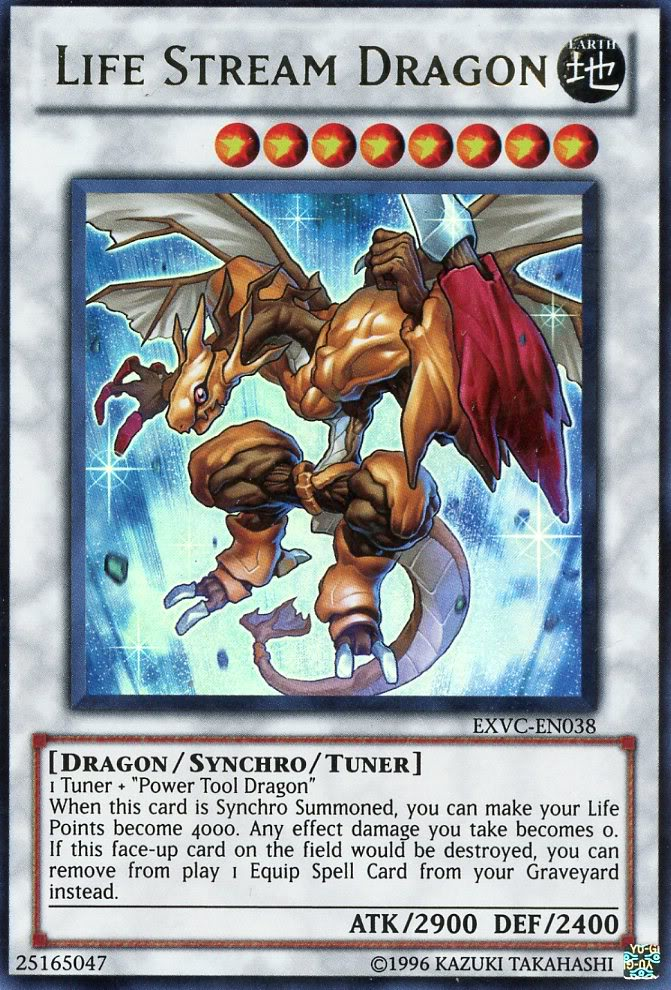 LIFE STREAM DRAGON
EARTH
地
EXVC-EN038
[DRAGON/SYNCHRO/TUNER]
1 Tuner + "Power Tool Dragon"
When this card is Synchro Summoned, you can make your Life
Points become 4000. Any effect damage you take becomes 0.
If this face-up card on the field would be destroyed, you can
remove from play 1 Equip Spell Card from your Graveyard
instead.
ATK/2900 DEF/2400
25165047
©1996 KAZUKI TAKAHASHI